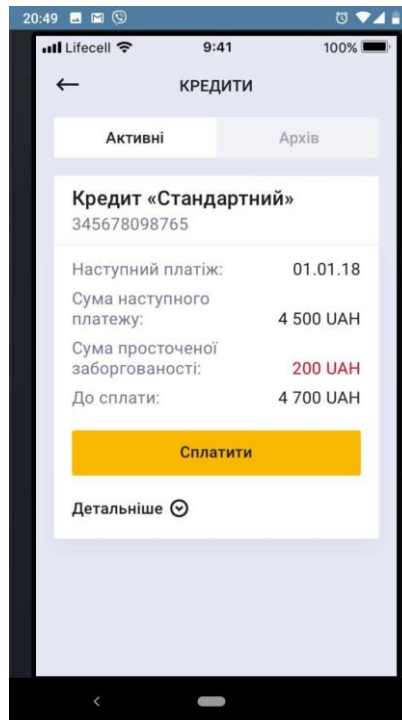 20:49
Lifecell 9:41 100%
КРЕДИТИ
Активні Архів
Кредит «Стандартний»
345678098765
Наступний платіж: 01.01.18
Сума наступного
платежу: 4 500 UAH
Сума просточеної
заборгованості: 200 UAH
До сплати: 4 700 UAH
Сплатити
Детальніше